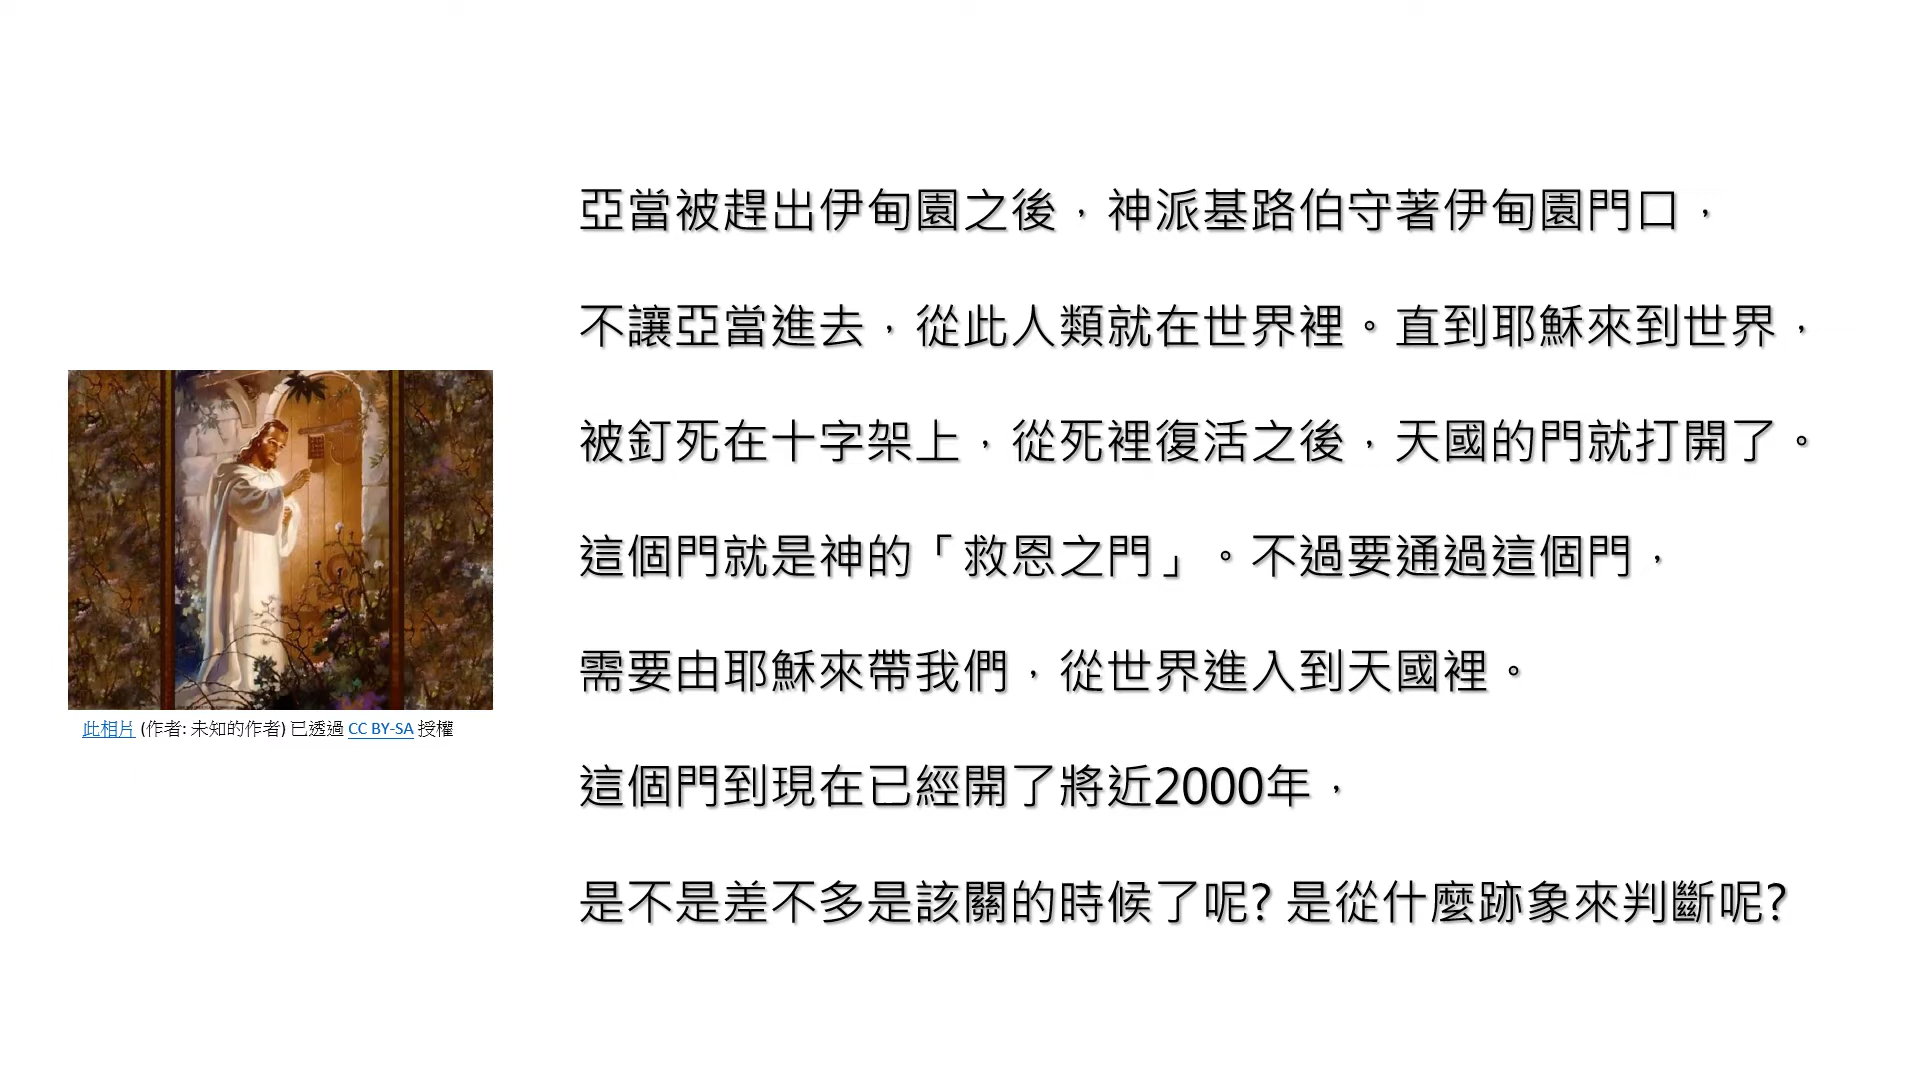 亞當被趕出伊甸園之後，神派基路伯守著伊甸園門口，
不讓亞當進去，從此人類就在世界裡。直到耶穌來到世界，
被釘死在十字架上，從死裡復活之後，天國的門就打開了。
這個門就是神的「救恩之門」。不過要通過這個門，
需要由耶穌來帶我們，從世界進入到天國裡。
這個門到現在已經開了將近2000年，
是不是差不多是該關的時候了呢? 是從什麼跡象來判斷呢?
此相片 (作者: 未知的作者) 已透過 CC BY-SA 授權